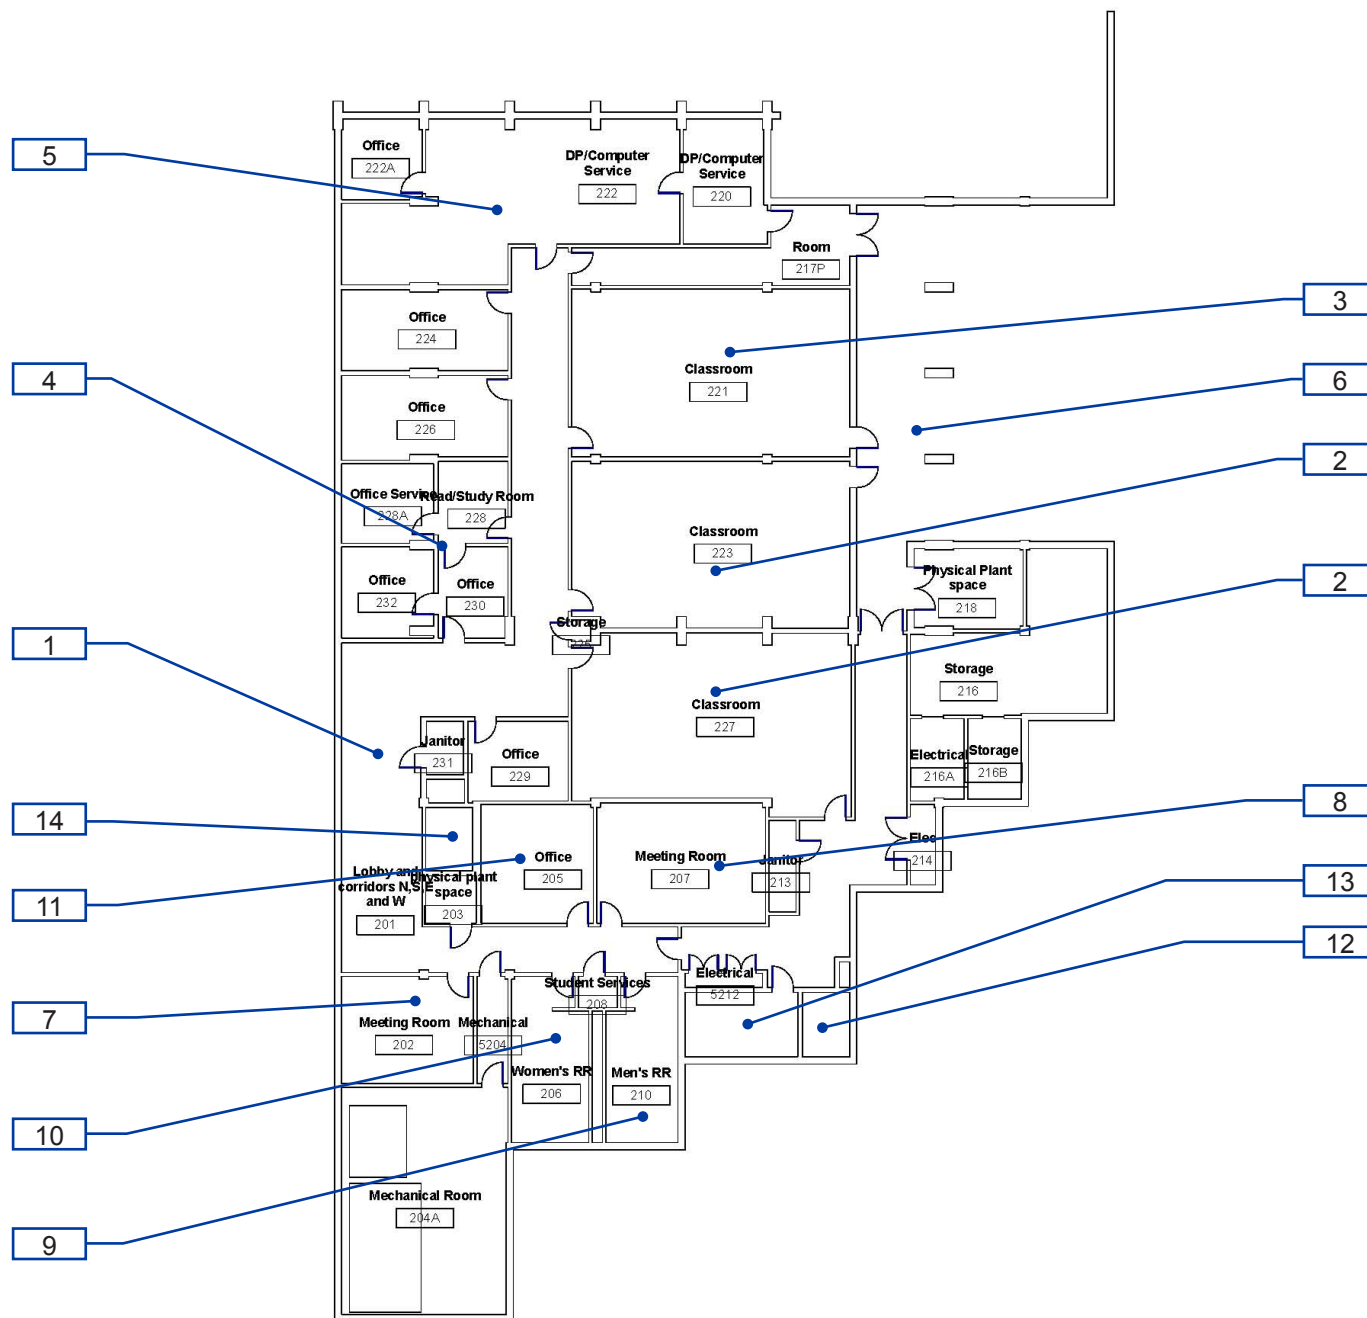 5
Office
222A
DP/Computer
Service
222
DP/Computer
Service
220
Room
217P
3
Office
224
Classroom
221
4
6
Office
226
2
Office Service
228A
Read/Study Room
228
Classroom
223
Office
232
Office
230
Physical Plant
space
218
2
Storage
1
Storage
216
Classroom
227
Janitor
231
Office
229
Electrical
216A
Storage
216B
14
8
Office
205
Meeting Room
207
Janitor
213
Elec
214
Lobby and
corridors N,S,E
and W
201
physical plant
space
203
11
13
12
Electrical
5212
Student Services
208
7
Meeting Room
202
Mechanical
5204
Women's RR
206
Men's RR
210
10
Mechanical Room
204A
9